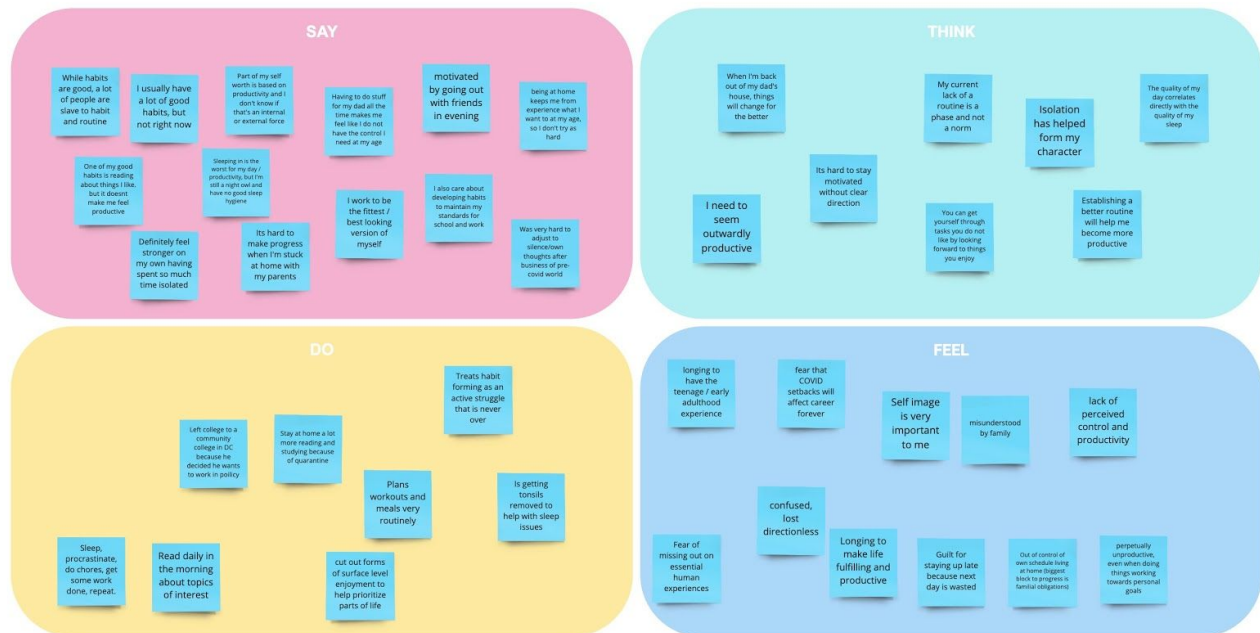 SAY
While habits
are good, a lot
of people are
slave to habit
and routine
I usually have
a lot of good
habits, but
not right now
Part of my self
worth is based on
productivity and I
don't know if
that's an internal
or external force
Having to do stuff
for my dad all the
time makes me
feel like I do not
have the control I
need at my age
motivated
by going out
with friends
in evening
being at home
keeps me from
experience what I
want to at my age,
so I don't try as
hard
One of my good
habits is reading
about things I like,
but it doesnt
make me feel
productive
Sleeping in is the
worst for my day /
productivity, but I'm
still a night owl and
have no good sleep
hygiene
I work to be
the fittest /
best looking
version of
myself
I also care about
developing habits
to maintain my
standards for
school and work
Definitely feel
stronger on
my own having
spent so much
time isolated
Its hard to
make progress
when I'm stuck
at home with
my parents
Was very hard to
adjust to
silence/own
thoughts after
business of pre-
covid world
THINK
When I'm back
out of my dad's
house, things
will change for
the better
My current
lack of a
routine is a
phase and not
a norm
Isolation
has helped
form my
character
The quality of my
day correlates
directly with the
quality of my
sleep
Its hard to stay
motivated
without clear
direction
I need to
seem
outwardly
productive
You can get
yourself through
tasks you do not
like by looking
forward to things
you enjoy
Establishing a
better routine
will help me
become more
productive
DO
Treats habit
forming as an
active struggle
that is never
over
Left college to a
community
college in DC
because he
decided he wants
to work in poilicy
Stay at home a lot
more reading and
studying because
of quarantine
Plans
workouts and
meals very
routinely
Is getting
tonsils
removed to
help with sleep
issues
Sleep,
procrastinate,
do chores, get
some work
done, repeat.
Read daily in
the morning
about topics
of interest
cut out forms
of surface level
enjoyment to
help prioritize
parts of life
FEEL
longing to
have the
teenage / early
adulthood
experience
fear that
COVID
setbacks will
affect career
forever
Self image
is very
important
to me
misunderstood
by family
lack of
perceived
control and
productivity
confused,
lost
directionless
Fear of
missing out on
essential
human
experiences
Longing to
make life
fulfilling and
productive
Guilt for
staying up late
because next
day is wasted
Out of control of
own schedule living
at home (biggest
block to progress is
familial obligations)
perpetually
unproductive,
even when doing
things working
towards personal
goals